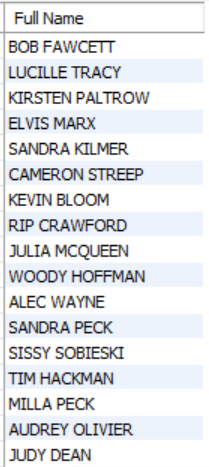 Full Name
BOB FAWCETT
LUCILLE TRACY
KIRSTEN PALTROW
ELVIS MARX
SANDRA KILMER
CAMERON STREEP
KEVIN BLOOM
RIP CRAWFORD
JULIA MCQUEEN
WOODY HOFFMAN
ALEC WAYNE
SANDRA PECK
SISSY SOBIESKI
TIM HACKMAN
MILLA PECK
AUDREY OLIVIER
JUDY DEAN